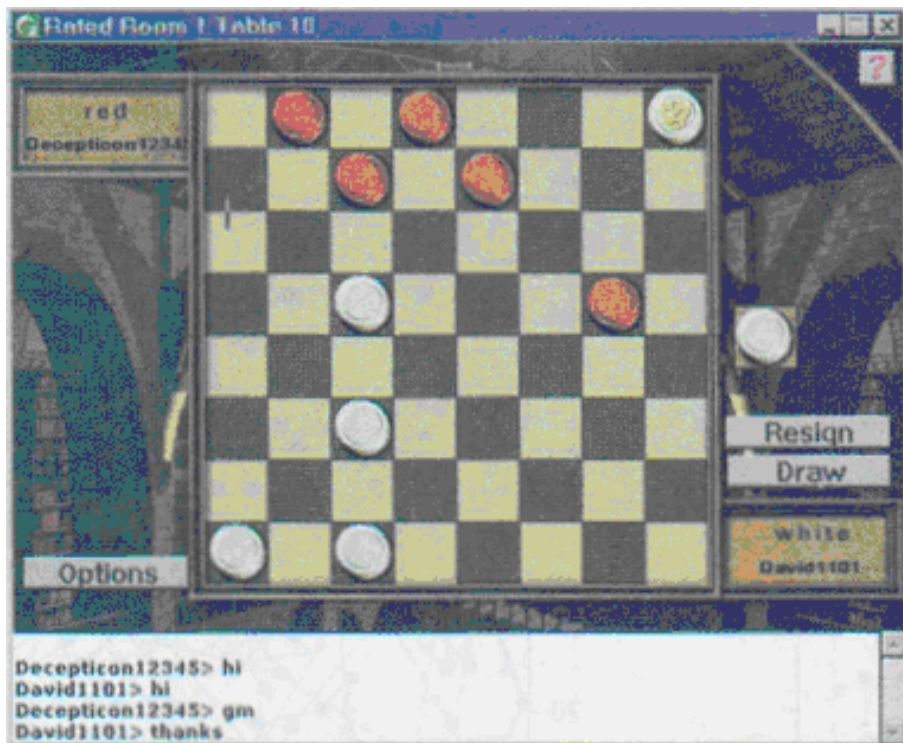 Rated Room 1 Table 10
?
red
Decepticon1234
Resign
Draw
white
David1101
Options
Decepticon12345> hi
David1101> hi
Decepticon12345> gm
David1101> thanks